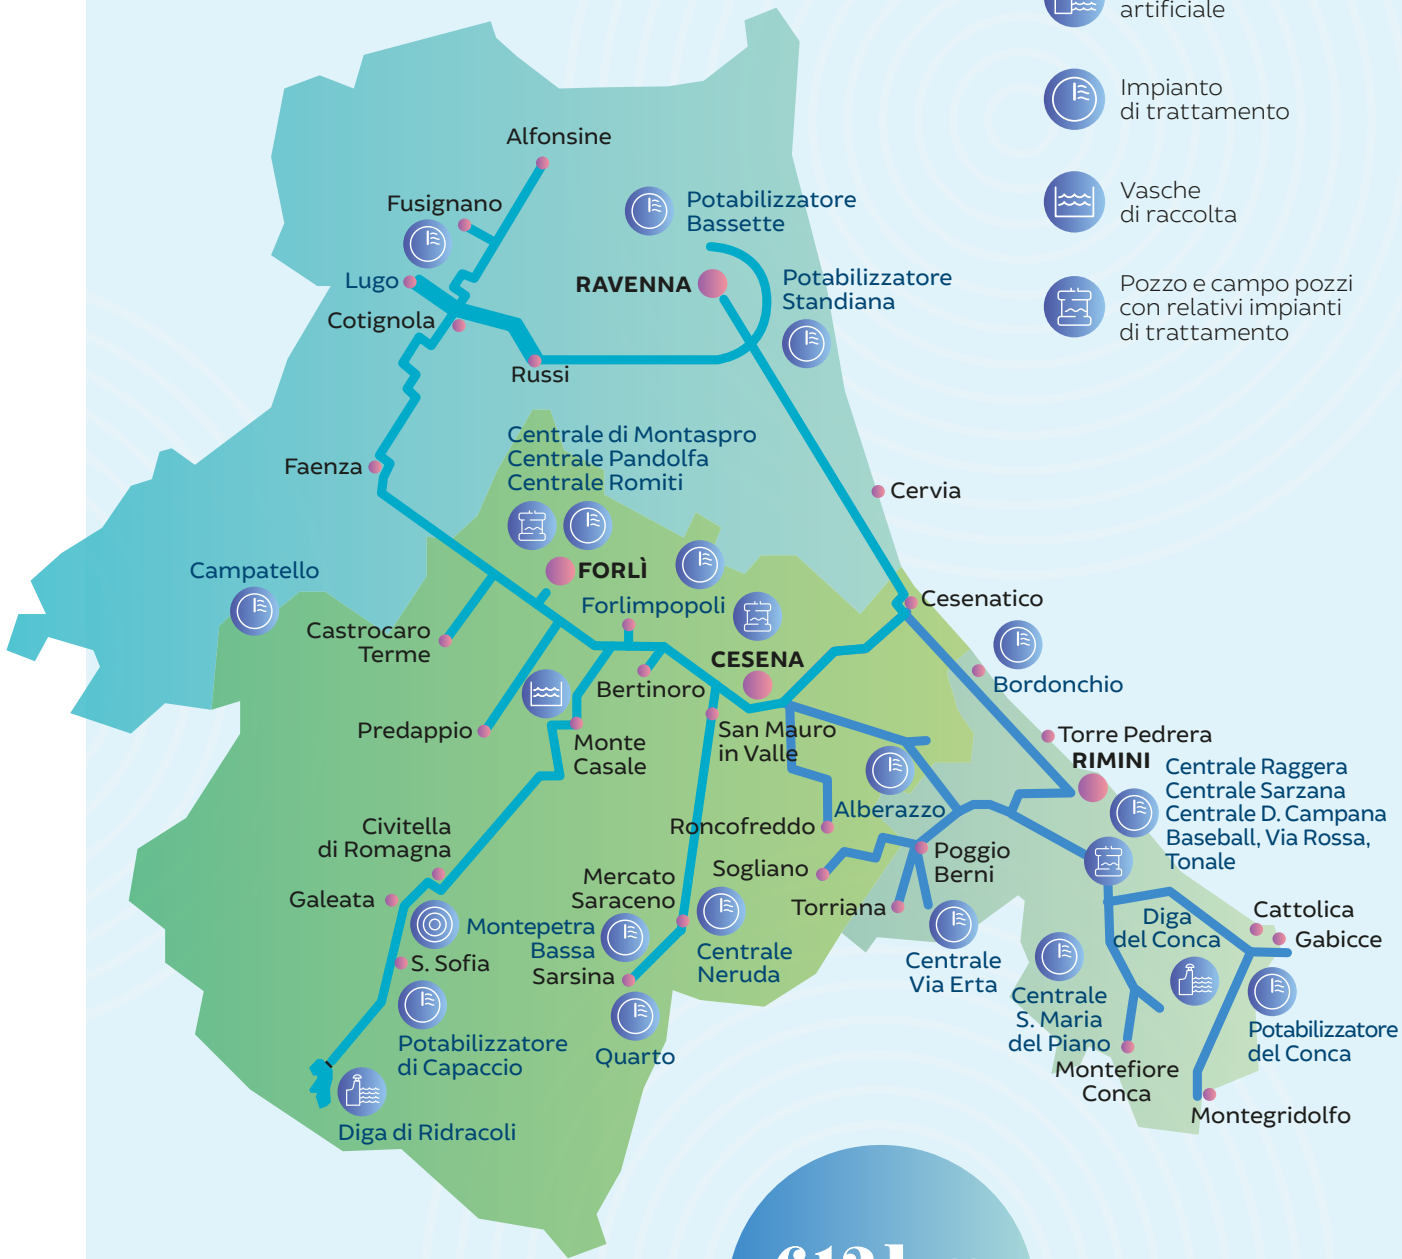 artificiale
Impianto
di trattamento
Vasche
di raccolta
Pozzo e campo pozzi
con relativi impianti
di trattamento
Alfonsine
Fusignano
Potabilizzatore
Bassette
Lugo
RAVENNA
Potabilizzatore
Standiana
Cotignola
Russi
Centrale di Montaspro
Centrale Pandolfa
Centrale Romiti
Faenza
Cervia
Campatello
FORLÌ
Forlimpopoli
Cesenatico
Castrocaro
Terme
CESENA
Bertinoro
Bordonchio
Predappio
Monte
Casale
San Mauro
in Valle
Torre Pedrera
RIMINI
Centrale Raggera
Centrale Sarzana
Centrale D. Campana
Baseball, Via Rossa,
Tonale
Alberazzo
Roncofreddo
Civitella
di Romagna
Poggio
Berni
Sogliano
Mercato
Saraceno
Galeata
Torriana
Montepetra
Bassa
Diga
del Conca
Cattolica
Gabicce
Centrale
Neruda
S. Sofia
Sarsina
Centrale
Via Erta
Centrale
S. Maria
del Piano
Potabilizzatore
di Capaccio
Quarto
Potabilizzatore
del Conca
Montefiore
Conca
Montegridolfo
Diga di Ridracoli